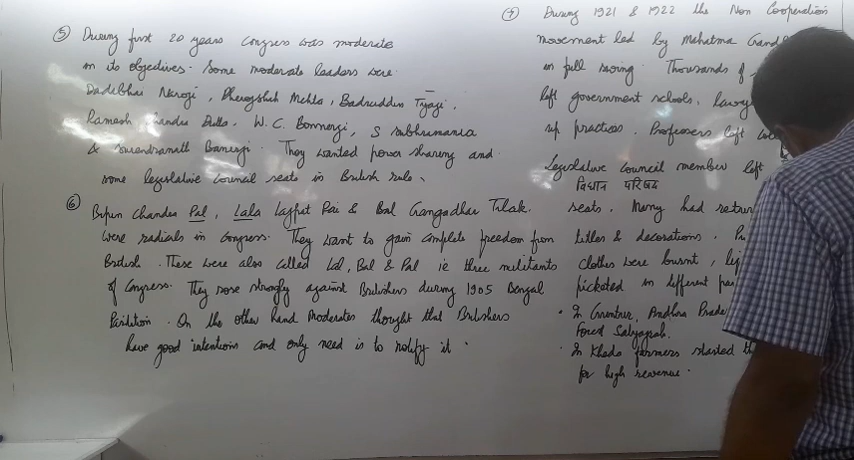 ⑤ During first 20 years Congress was moderate
in its objectives. Some moderate leaders were.
Dadabhai Naroji, Pherozshah Mehta, Badruddin Tyagi,
Ramesh Chandra Dutta, W.C. Bonnerji, S Subhramania
& Surendranath Banerji. They wanted power sharing and
some legislative council seats in British rule.
⑥ Bipin Chandra Pal, Lala Lajpat Rai & Bal Gangadhar Tilak.
were radicals in Congress. They want to gain complete freedom from
British. These were also called Lal, Bal & Pal ie three militants
of Congress. They rose strongly against Britishers during 1905 Bengal
Partition. On the other hand Moderates thought that Britishers
have good intentions and only need is to notify it.
⑦ During 1921 & 1922 the Non Cooperation
movement led by Mahatma Gand
in full swing. Thousands of
left government schools, lawy
up practices. Professors left
Legislative Council member left
विधान परिषद
seats. Many had retur
titles & decorations.
clothes were burnt,
picketed in different
• In Guntur, Andhra Prade
Forest Satyagrah.
• In Kheda farmers started th
for high revenue.